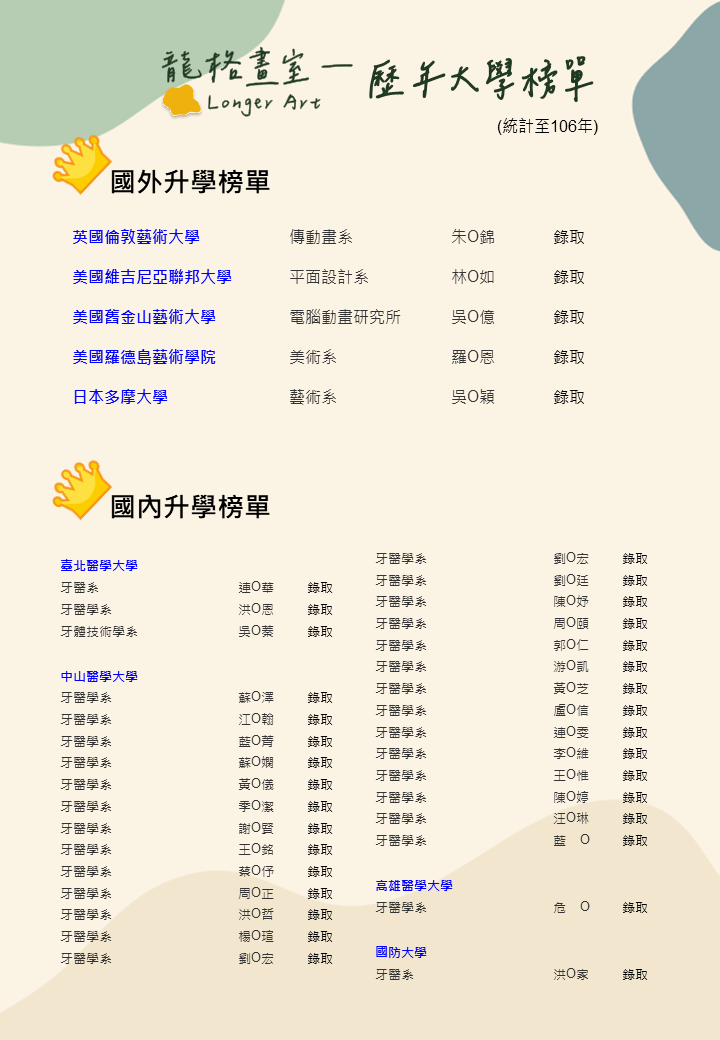 龍格畫室 — 歷年大學榜單
Longer Art
(統計至106年)
國外升學榜單
英國倫敦藝術大學 傳動畫系 朱O錦 錄取
美國維吉尼亞聯邦大學 平面設計系 林O如 錄取
美國舊金山藝術大學 電腦動畫研究所 吳O億 錄取
美國羅德島藝術學院 美術系 羅O恩 錄取
日本多摩大學 藝術系 吳O穎 錄取
國內升學榜單
臺北醫學大學
牙醫系 連O華 錄取
牙醫學系 洪O恩 錄取
牙體技術學系 吳O蓁 錄取
中山醫學大學
牙醫學系 蘇O澤 錄取
牙醫學系 江O翰 錄取
牙醫學系 藍O菁 錄取
牙醫學系 蘇O嫻 錄取
牙醫學系 黃O儀 錄取
牙醫學系 季O潔 錄取
牙醫學系 謝O賢 錄取
牙醫學系 王O銘 錄取
牙醫學系 蔡O伃 錄取
牙醫學系 周O正 錄取
牙醫學系 洪O哲 錄取
牙醫學系 楊O瑄 錄取
牙醫學系 劉O宏 錄取
牙醫學系 劉O宏 錄取
牙醫學系 劉O廷 錄取
牙醫學系 陳O妤 錄取
牙醫學系 周O頤 錄取
牙醫學系 郭O仁 錄取
牙醫學系 游O凱 錄取
牙醫學系 黃O芝 錄取
牙醫學系 盧O信 錄取
牙醫學系 連O雯 錄取
牙醫學系 李O維 錄取
牙醫學系 王O惟 錄取
牙醫學系 陳O婷 錄取
牙醫學系 汪O琳 錄取
牙醫學系 藍 O 錄取
高雄醫學大學
牙醫學系 危 O 錄取
國防大學
牙醫系 洪O家 錄取